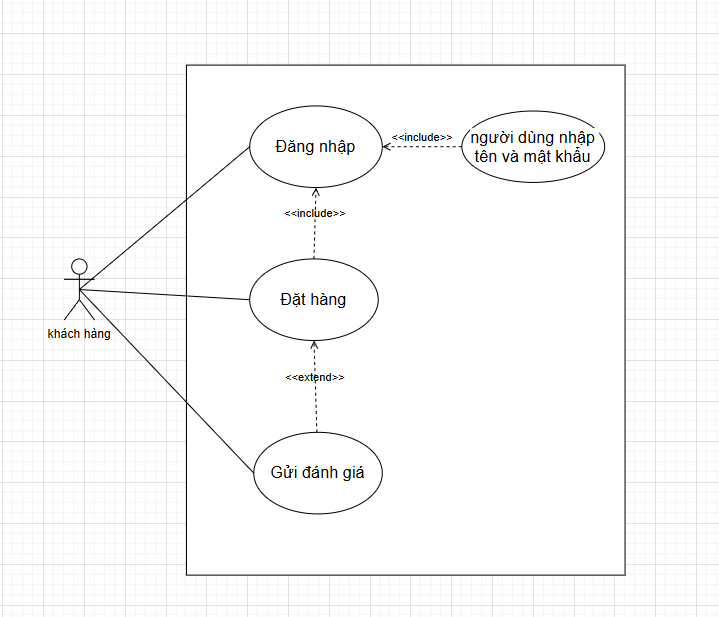 Đăng nhập
<<include>>
người dùng nhập
tên và mật khẩu
<<include>>
Đặt hàng
khách hàng
<<extend>>
Gửi đánh giá